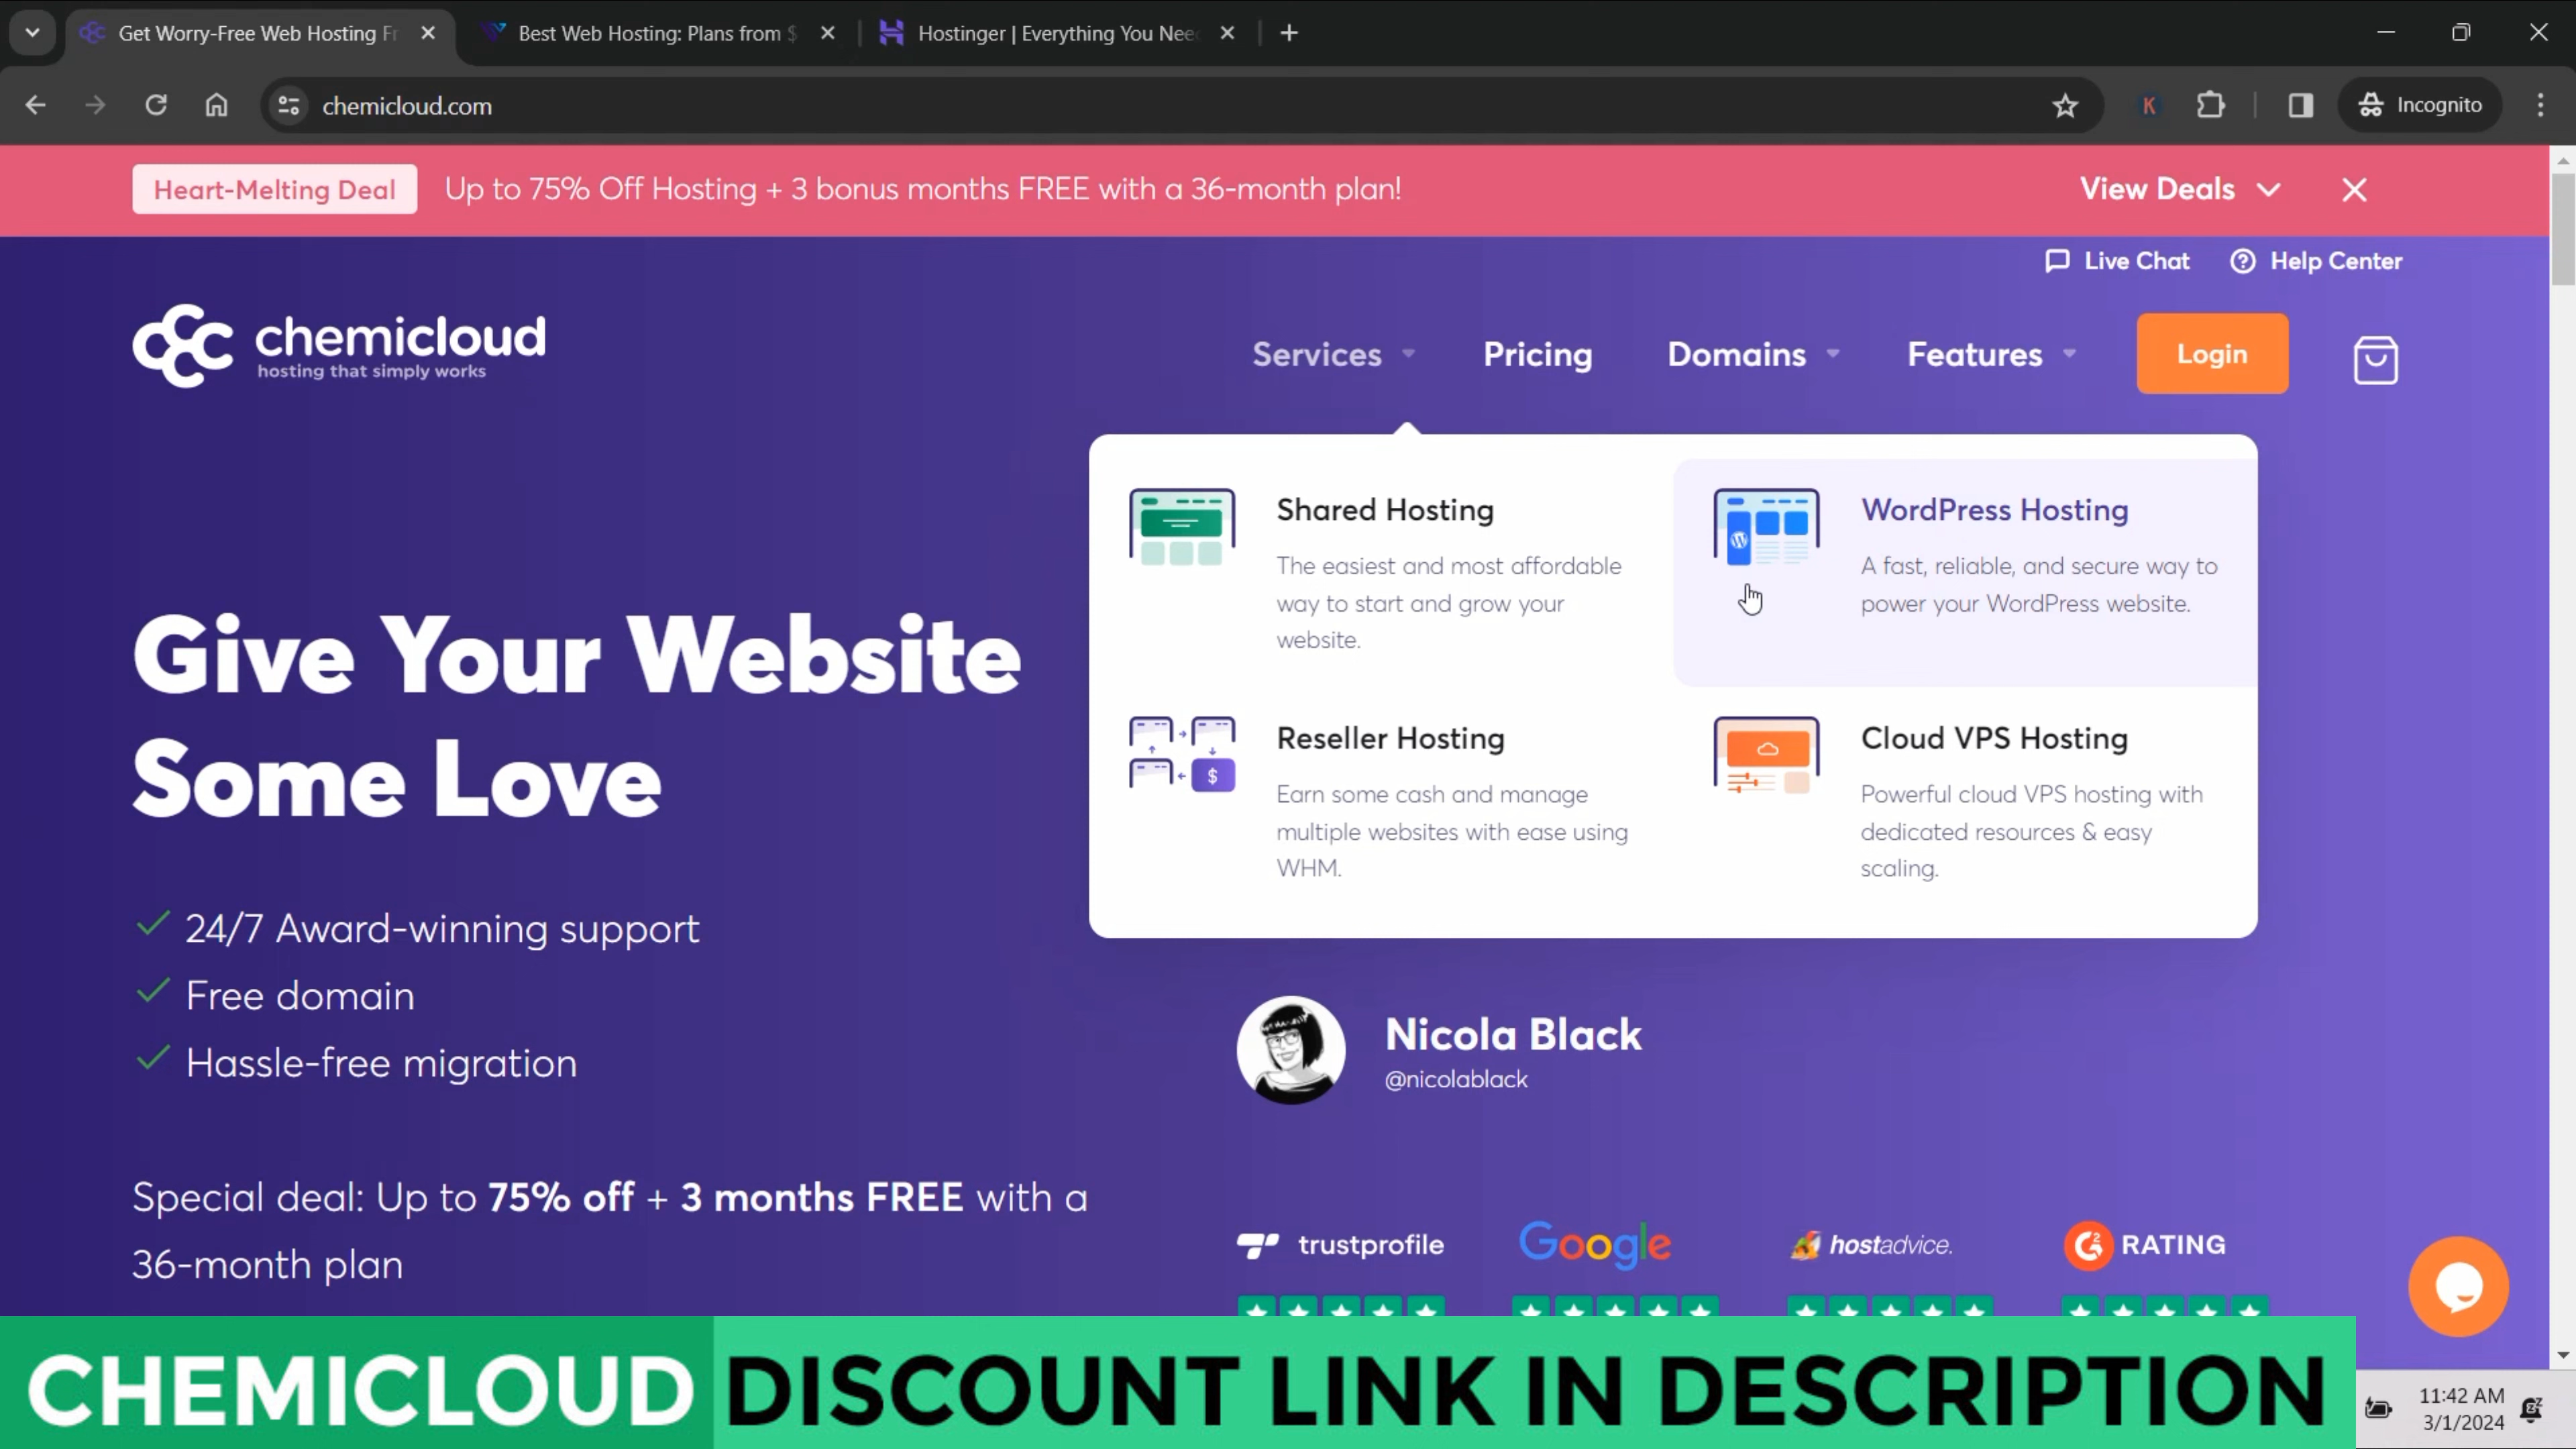 Get Worry-Free Web Hosting Fr
Best Web Hosting: Plans from $
Hostinger | Everything You Nee
chemicloud.com
K
Incognito
Heart-Melting Deal
Up to 75% Off Hosting + 3 bonus months FREE with a 36-month plan!
View Deals
Live Chat
Help Center
chemicloud
hosting that simply works
Services
Pricing
Domains
Features
Login
Shared Hosting
The easiest and most affordable
way to start and grow your
website.
WordPress Hosting
A fast, reliable, and secure way to
power your WordPress website.
Reseller Hosting
Earn some cash and manage
multiple websites with ease using
WHM.
Cloud VPS Hosting
Powerful cloud VPS hosting with
dedicated resources & easy
scaling.
Give Your Website
Some Love
24/7 Award-winning support
Free domain
Hassle-free migration
Nicola Black
@nicolablack
Special deal: Up to 75% off + 3 months FREE with a
36-month plan
trustprofile
Google
hostadvice.
G2 RATING
CHEMICLOUD DISCOUNT LINK IN DESCRIPTION
11:42 AM
3/1/2024